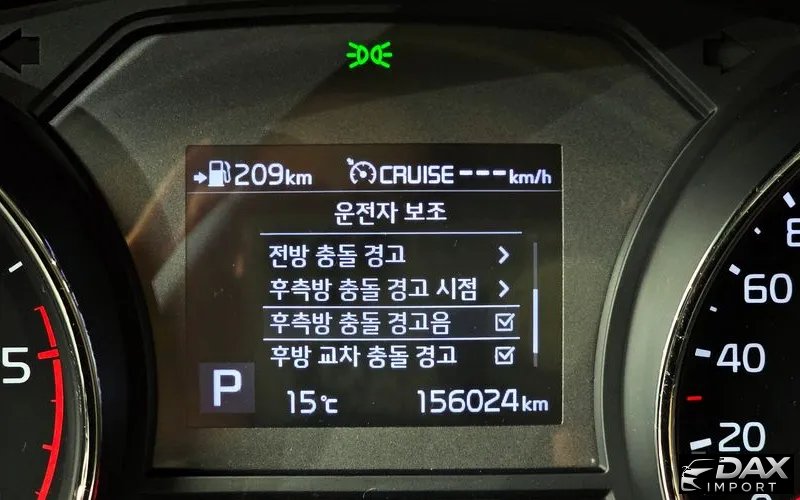 209km CRUISE---km/h
운전자 보조
전방 충돌 경고
후측방 충돌 경고 시점
후측방 충돌 경고음
후방 교차 충돌 경고
P 15℃ 156024km
5
60
40
20
DAX
IMPORT